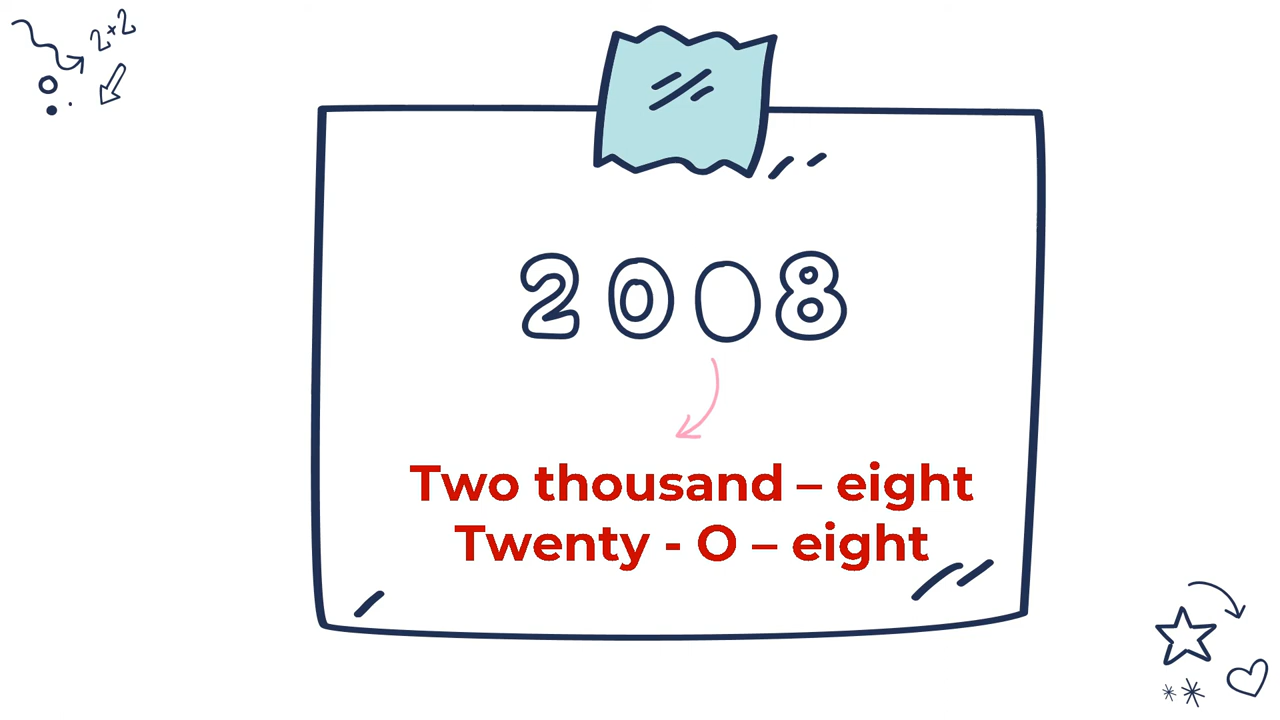 2+2
2008
Two thousand – eight
Twenty - O – eight